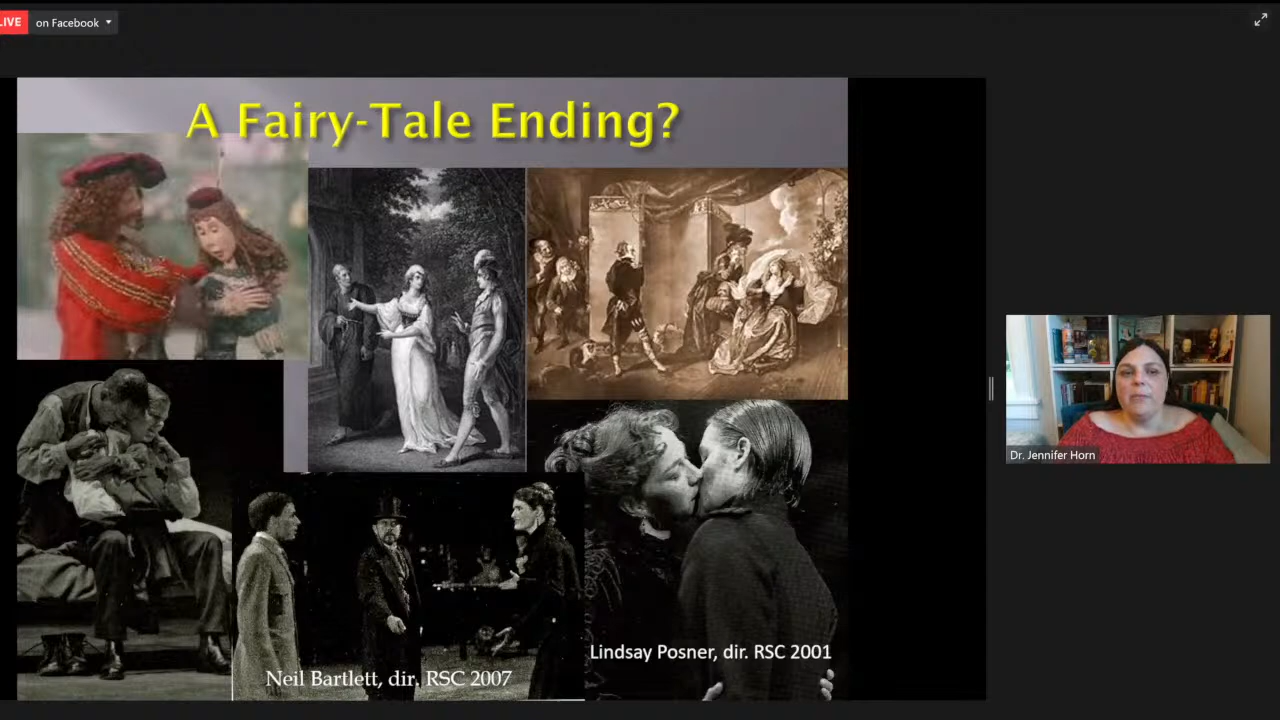 LIVE on Facebook
A Fairy-Tale Ending?
Dr. Jennifer Horn
Lindsay Posner, dir. RSC 2001
Neil Bartlett, dir. RSC 2007